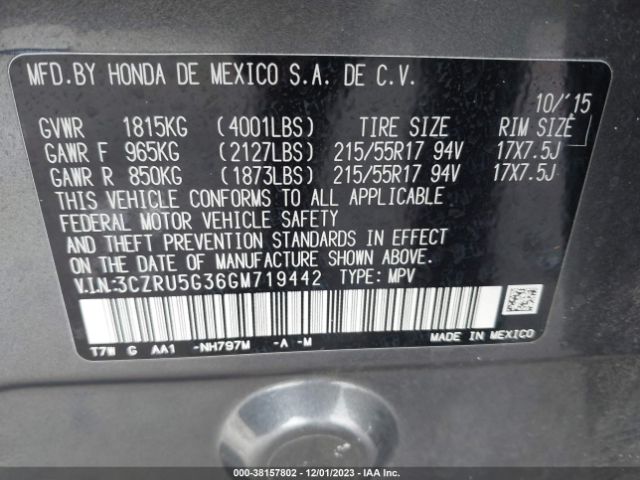 MFD.BY HONDA DE MEXICO S.A. DE C.V.
10/'15
GVWR 1815KG (4001LBS) TIRE SIZE RIM SIZE
GAWR F 965KG (2127LBS) 215/55R17 94V 17X7.5J
GAWR R 850KG (1873LBS) 215/55R17 94V 17X7.5J
THIS VEHICLE CONFORMS TO ALL APPLICABLE
FEDERAL MOTOR VEHICLE SAFETY
AND THEFT PREVENTION STANDARDS IN EFFECT
ON THE DATE OF MANUFACTURE SHOWN ABOVE.
V.IN:3CZRU5G36GM719442 TYPE: MPV
T7W G AA1 -NH797M -A -M MADE IN MEXICO
000-38157802 - 12/01/2023 - IAA Inc.